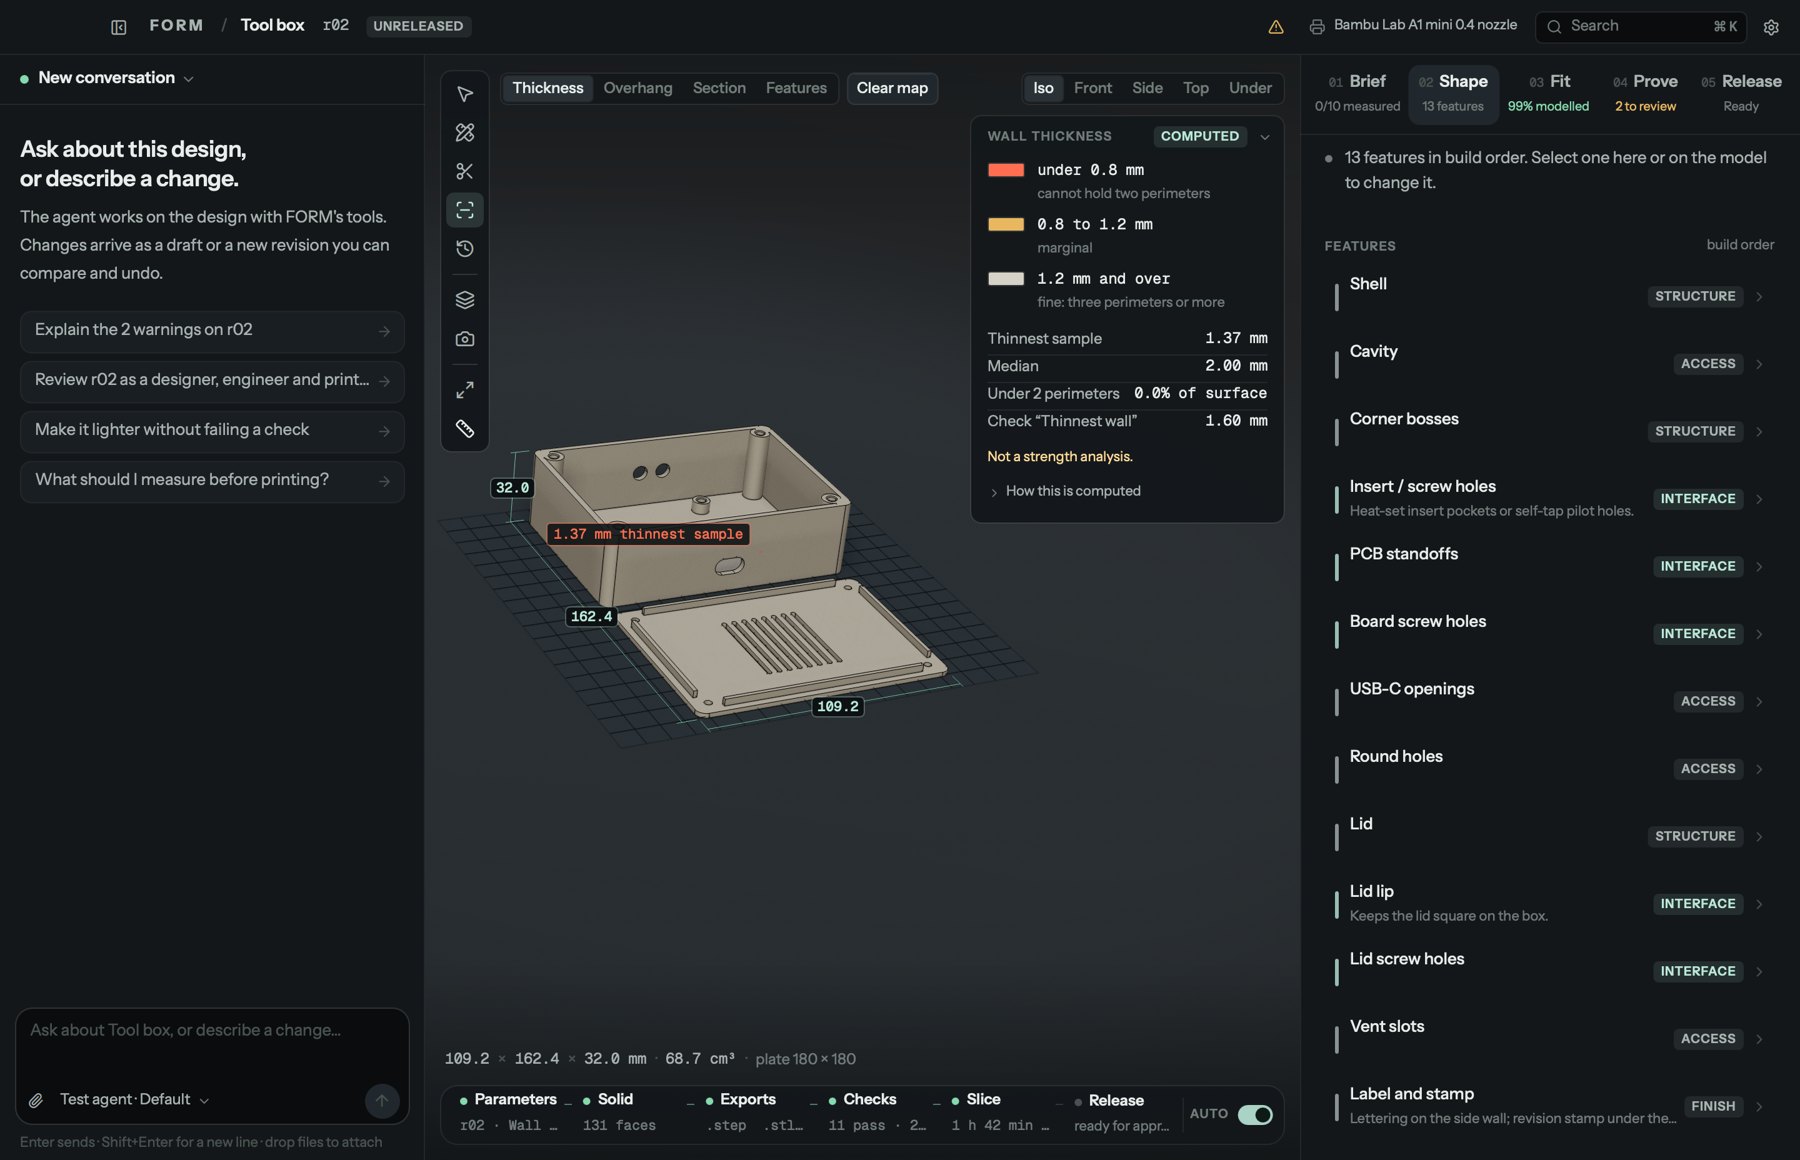 FORM / Tool box r02 UNRELEASED
Bambu Lab A1 mini 0.4 nozzle
Search ⌘ K
New conversation
Ask about this design,
or describe a change.
The agent works on the design with FORM's tools.
Changes arrive as a draft or a new revision you can
compare and undo.
Explain the 2 warnings on r02
Review r02 as a designer, engineer and print...
Make it lighter without failing a check
What should I measure before printing?
Ask about Tool box, or describe a change...
Test agent · Default
Enter sends · Shift+Enter for a new line · drop files to attach
Thickness Overhang Section Features Clear map
Iso Front Side Top Under
WALL THICKNESS COMPUTED
under 0.8 mm
cannot hold two perimeters
0.8 to 1.2 mm
marginal
1.2 mm and over
fine: three perimeters or more
Thinnest sample 1.37 mm
Median 2.00 mm
Under 2 perimeters 0.0% of surface
Check “Thinnest wall” 1.60 mm
Not a strength analysis.
How this is computed
32.0
1.37 mm thinnest sample
162.4
109.2
109.2 × 162.4 × 32.0 mm · 68.7 cm³ · plate 180 × 180
Parameters
r02 · Wall …
Solid
131 faces
Exports
.step .stl…
Checks
11 pass · 2…
Slice
1 h 42 min …
Release
ready for appr…
AUTO
01 Brief
0/10 measured
02 Shape
13 features
03 Fit
99% modelled
04 Prove
2 to review
05 Release
Ready
13 features in build order. Select one here or on the model
to change it.
FEATURES build order
Shell STRUCTURE
Cavity ACCESS
Corner bosses STRUCTURE
Insert / screw holes INTERFACE
Heat-set insert pockets or self-tap pilot holes.
PCB standoffs INTERFACE
Board screw holes INTERFACE
USB-C openings ACCESS
Round holes ACCESS
Lid STRUCTURE
Lid lip INTERFACE
Keeps the lid square on the box.
Lid screw holes INTERFACE
Vent slots ACCESS
Label and stamp FINISH
Lettering on the side wall; revision stamp under the...